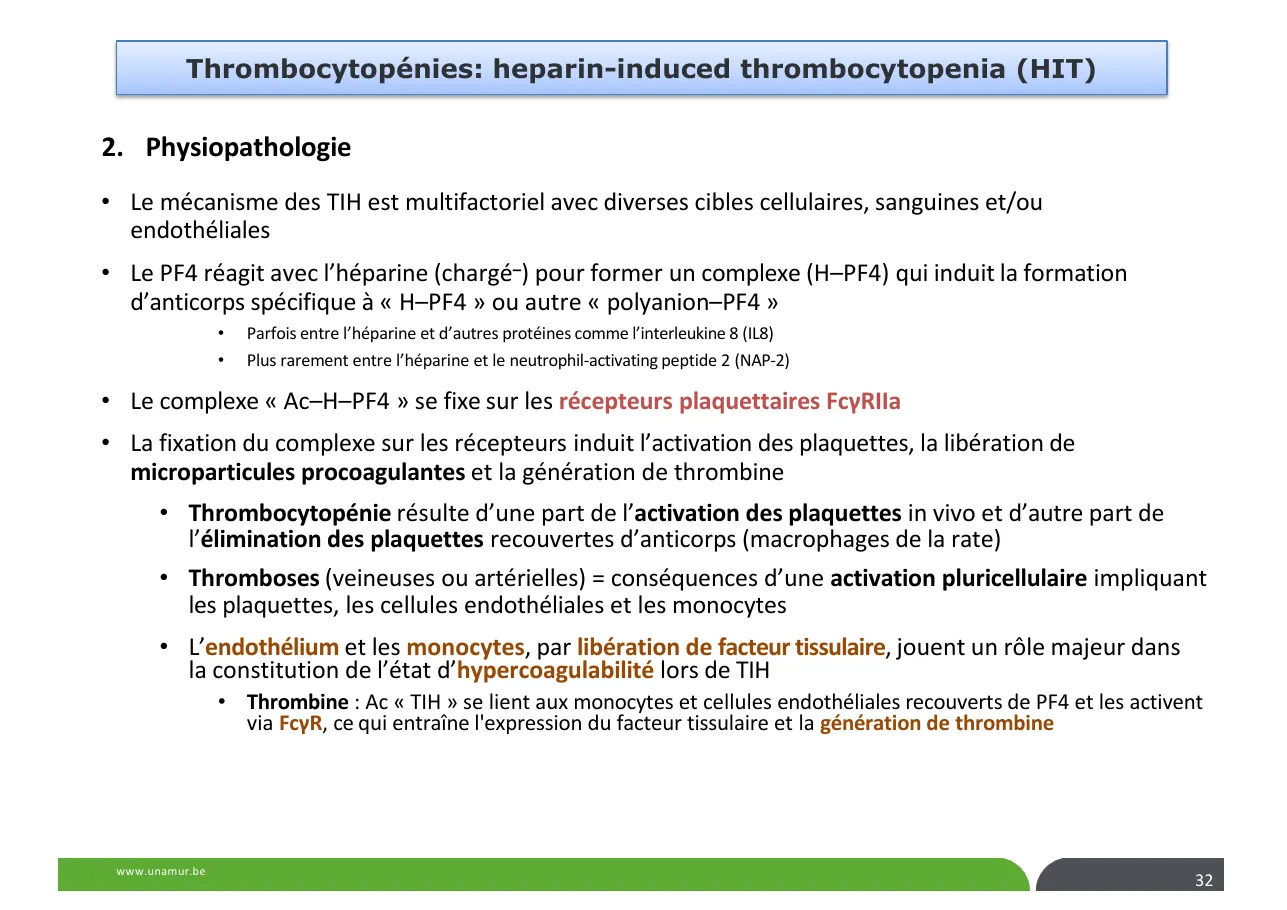 Thrombocytopénies: heparin-induced thrombocytopenia (HIT)
2. Physiopathologie
• Le mécanisme des TIH est multifactoriel avec diverses cibles cellulaires, sanguines et/ou
endothéliales
• Le PF4 réagit avec l’héparine (chargé⁻) pour former un complexe (H–PF4) qui induit la formation
d’anticorps spécifique à « H–PF4 » ou autre « polyanion–PF4 »
• Parfois entre l’héparine et d’autres protéines comme l’interleukine 8 (IL8)
• Plus rarement entre l’héparine et le neutrophil-activating peptide 2 (NAP-2)
• Le complexe « Ac–H–PF4 » se fixe sur les récepteurs plaquettaires FcγRIIa
• La fixation du complexe sur les récepteurs induit l’activation des plaquettes, la libération de
microparticules procoagulantes et la génération de thrombine
• Thrombocytopénie résulte d’une part de l’activation des plaquettes in vivo et d’autre part de
l’élimination des plaquettes recouvertes d’anticorps (macrophages de la rate)
• Thromboses (veineuses ou artérielles) = conséquences d’une activation pluricellulaire impliquant
les plaquettes, les cellules endothéliales et les monocytes
• L’endothélium et les monocytes, par libération de facteur tissulaire, jouent un rôle majeur dans
la constitution de l’état d’hypercoagulabilité lors de TIH
• Thrombine : Ac « TIH » se lient aux monocytes et cellules endothéliales recouverts de PF4 et les activent
via FcγR, ce qui entraîne l'expression du facteur tissulaire et la génération de thrombine
www.unamur.be
32